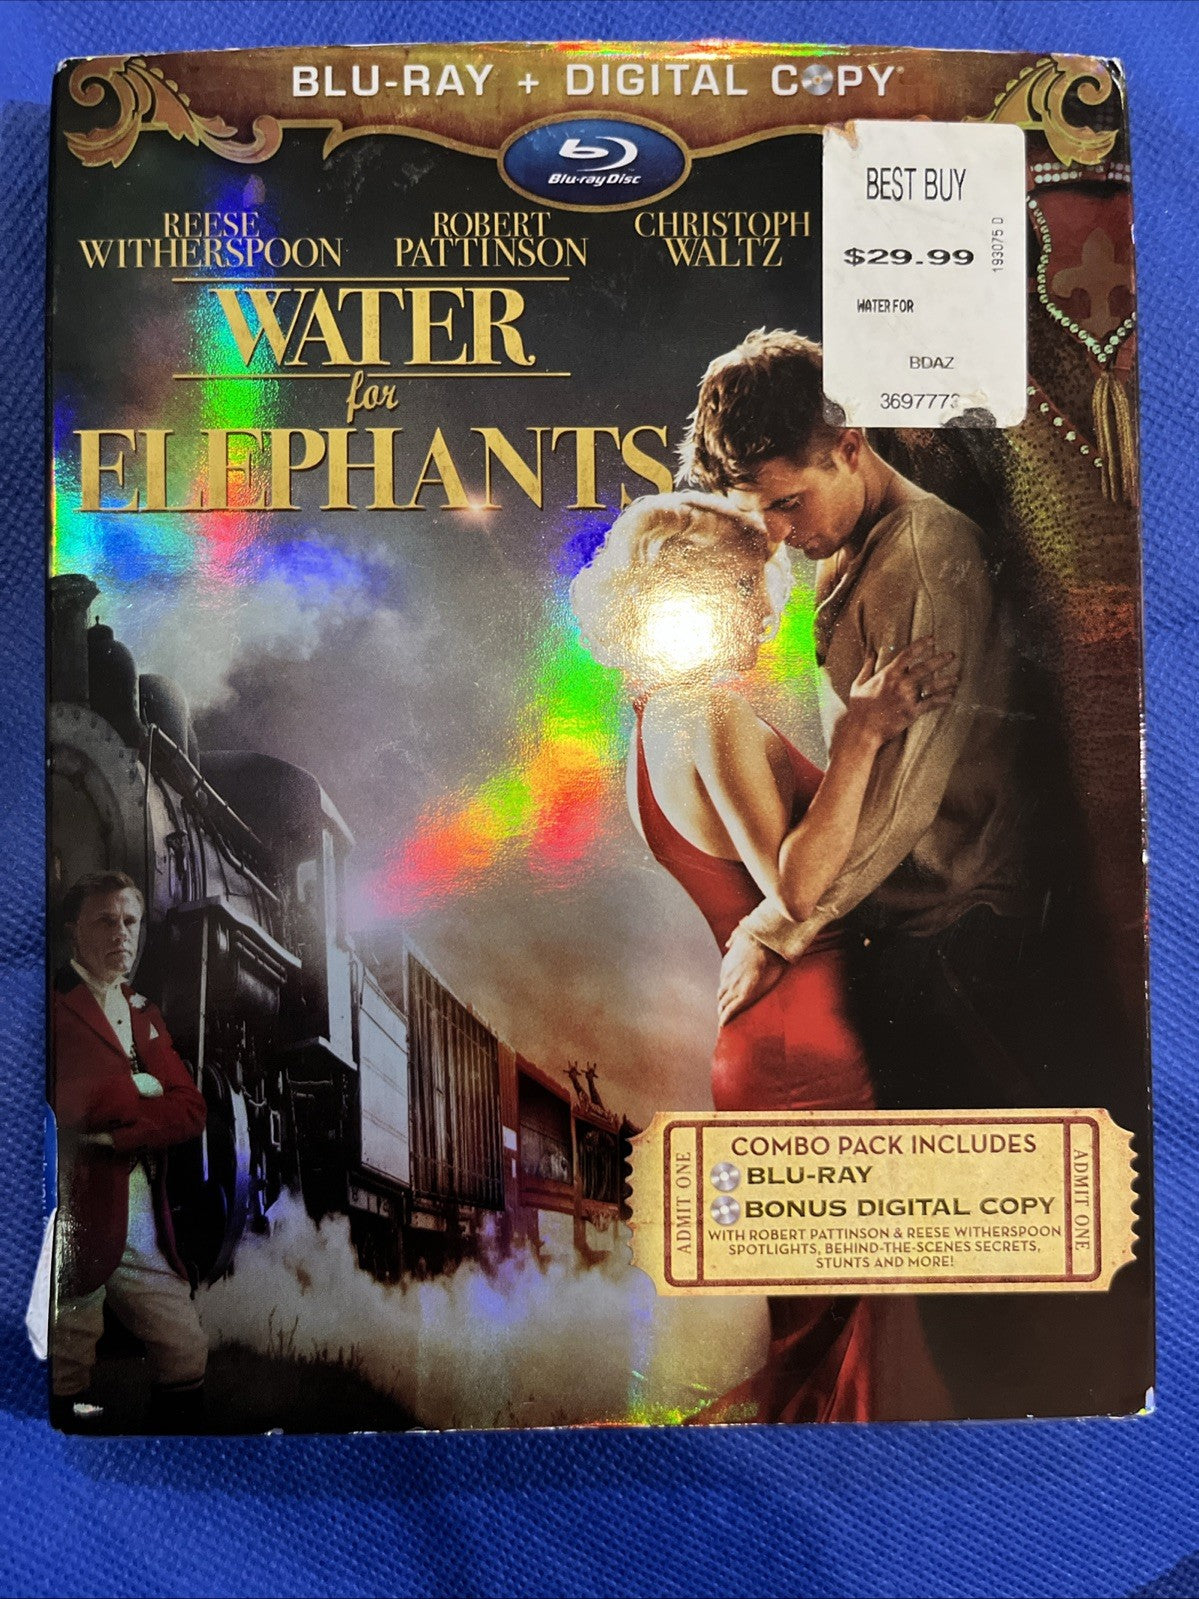 BLU-RAY + DIGITAL COPY
Blu-ray Disc
REESE
WITHERSPOON
ROBERT
PATTINSON
CHRISTOPH
WALTZ
BEST BUY
$29.99
193075 D
WATER FOR
BDAZ
3697773
WATER
for
ELEPHANTS
ADMIT ONE
COMBO PACK INCLUDES
BLU-RAY
BONUS DIGITAL COPY
WITH ROBERT PATTINSON & REESE WITHERSPOON
SPOTLIGHTS, BEHIND-THE-SCENES SECRETS,
STUNTS AND MORE!
ADMIT ONE